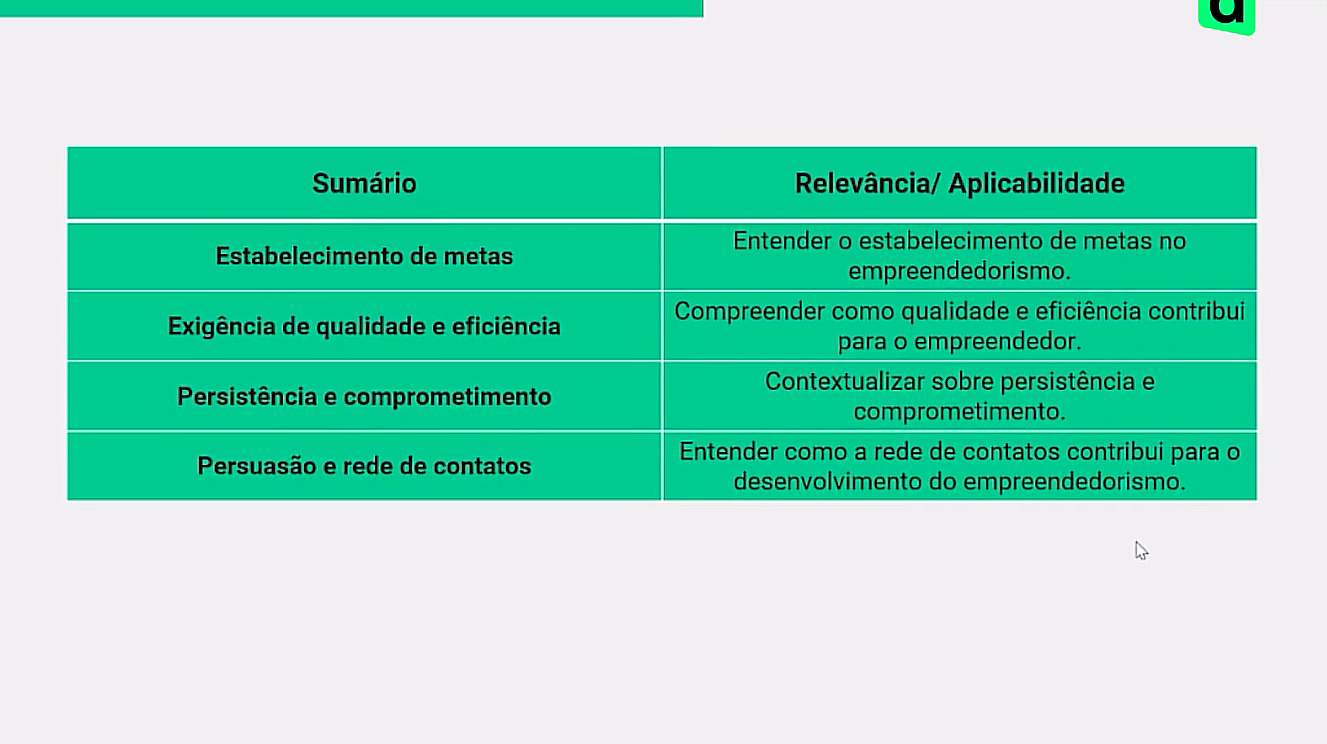 Sumário
Relevância/ Aplicabilidade
Estabelecimento de metas
Entender o estabelecimento de metas no
empreendedorismo.
Exigência de qualidade e eficiência
Compreender como qualidade e eficiência contribui
para o empreendedor.
Persistência e comprometimento
Contextualizar sobre persistência e
comprometimento.
Persuasão e rede de contatos
Entender como a rede de contatos contribui para o
desenvolvimento do empreendedorismo.